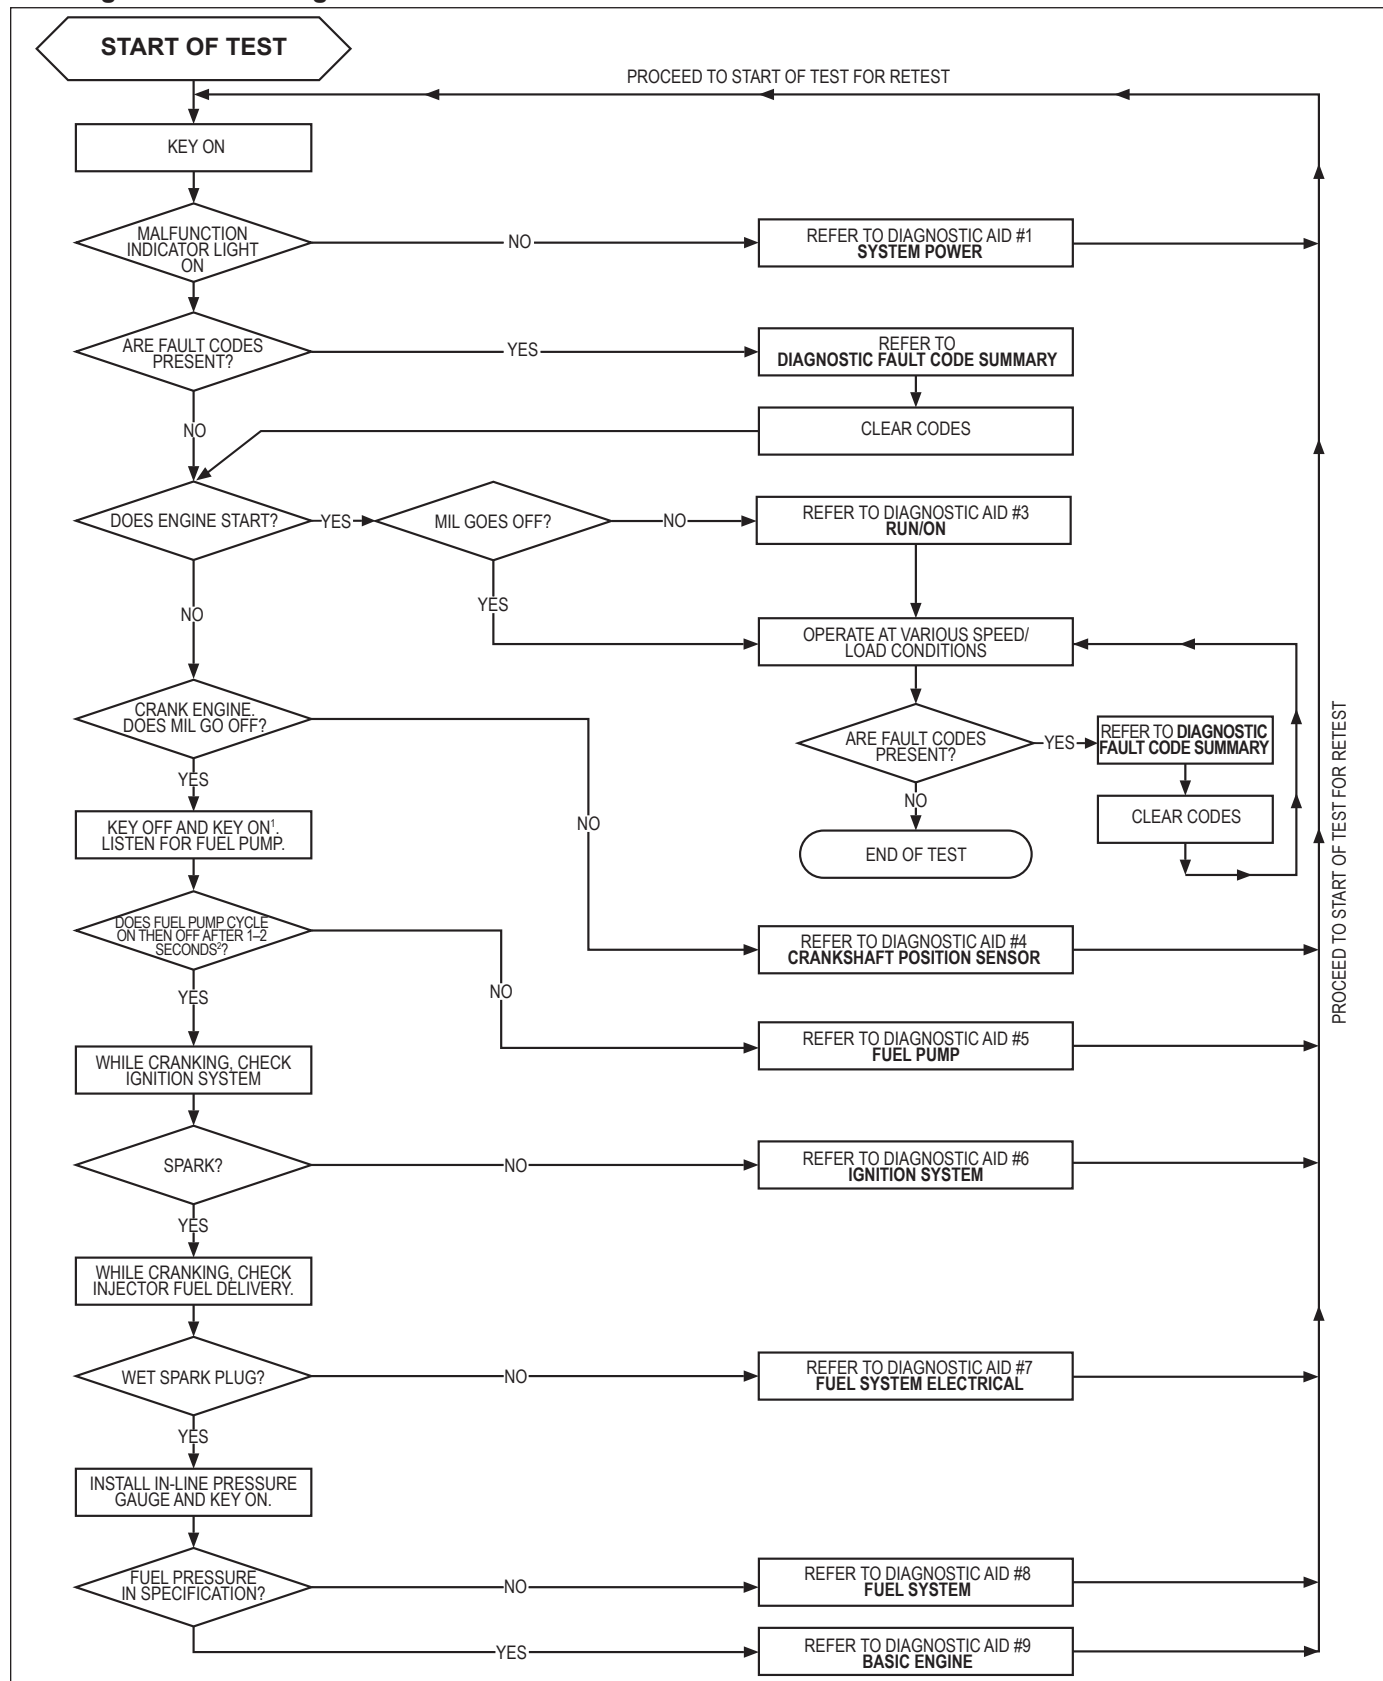 START OF TEST
PROCEED TO START OF TEST FOR RETEST
KEY ON
MALFUNCTION
INDICATOR LIGHT
ON
NO
REFER TO DIAGNOSTIC AID #1
SYSTEM POWER
ARE FAULT CODES
PRESENT?
YES
REFER TO
DIAGNOSTIC FAULT CODE SUMMARY
NO
CLEAR CODES
DOES ENGINE START?
YES
MIL GOES OFF?
NO
REFER TO DIAGNOSTIC AID #3
RUN/ON
NO
YES
OPERATE AT VARIOUS SPEED/
LOAD CONDITIONS
CRANK ENGINE.
DOES MIL GO OFF?
ARE FAULT CODES
PRESENT?
YES
REFER TO DIAGNOSTIC
FAULT CODE SUMMARY
PROCEED TO START OF TEST FOR RETEST
YES
NO
NO
CLEAR CODES
KEY OFF AND KEY ON¹.
LISTEN FOR FUEL PUMP.
END OF TEST
DOES FUEL PUMP CYCLE
ON THEN OFF AFTER 1–2
SECONDS²?
REFER TO DIAGNOSTIC AID #4
CRANKSHAFT POSITION SENSOR
YES
NO
REFER TO DIAGNOSTIC AID #5
FUEL PUMP
WHILE CRANKING, CHECK
IGNITION SYSTEM
SPARK?
NO
REFER TO DIAGNOSTIC AID #6
IGNITION SYSTEM
YES
WHILE CRANKING, CHECK
INJECTOR FUEL DELIVERY.
WET SPARK PLUG?
NO
REFER TO DIAGNOSTIC AID #7
FUEL SYSTEM ELECTRICAL
YES
INSTALL IN-LINE PRESSURE
GAUGE AND KEY ON.
FUEL PRESSURE
IN SPECIFICATION?
NO
REFER TO DIAGNOSTIC AID #8
FUEL SYSTEM
YES
REFER TO DIAGNOSTIC AID #9
BASIC ENGINE